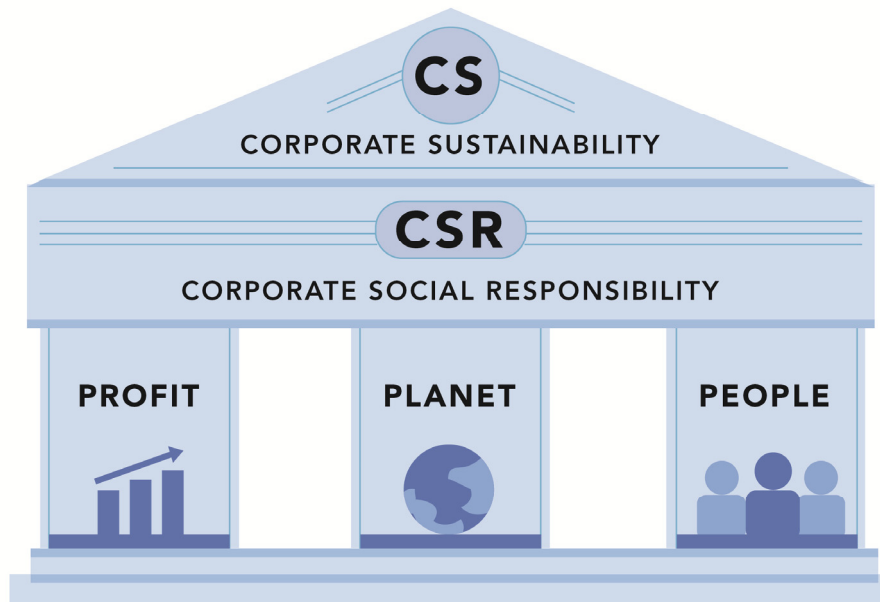 CS
CORPORATE SUSTAINABILITY
CSR
CORPORATE SOCIAL RESPONSIBILITY
PROFIT
PLANET
PEOPLE